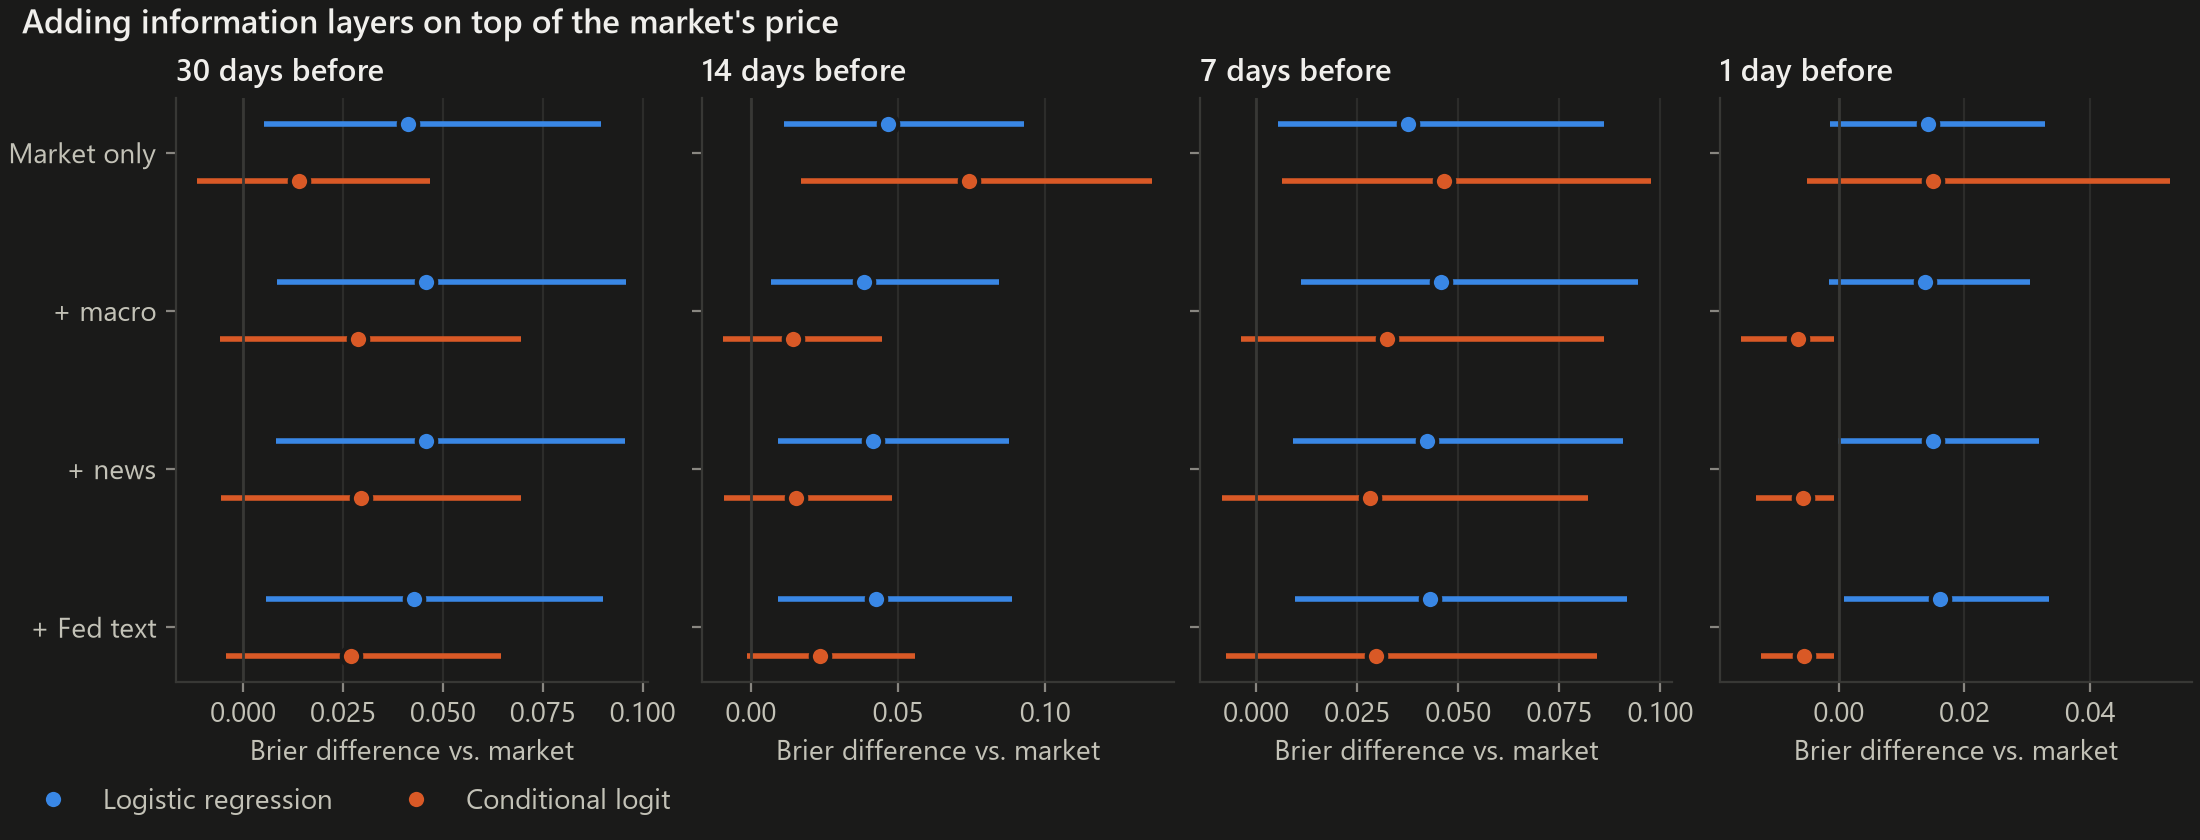 Adding information layers on top of the market's price
30 days before
14 days before
7 days before
1 day before
Market only
+ macro
+ news
+ Fed text
0.000 0.025 0.050 0.075 0.100
0.00 0.05 0.10
0.000 0.025 0.050 0.075 0.100
0.00 0.02 0.04
Brier difference vs. market
Brier difference vs. market
Brier difference vs. market
Brier difference vs. market
Logistic regression
Conditional logit